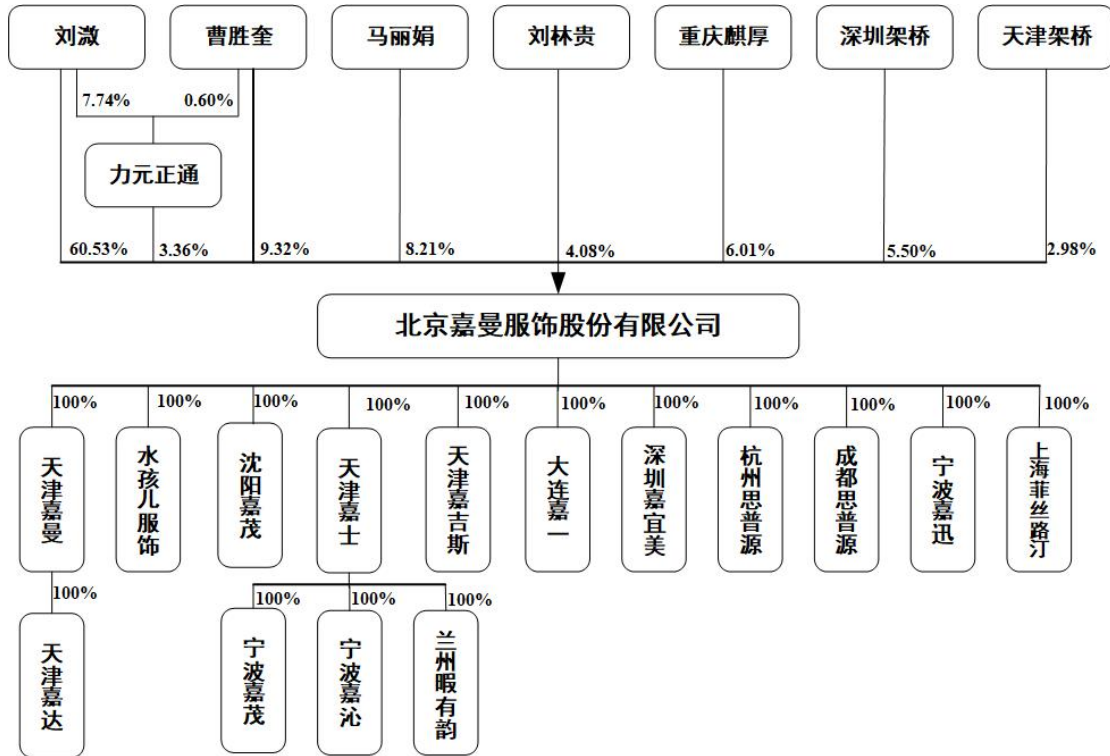 刘溦
曹胜奎
马丽娟
刘林贵
重庆麒厚
深圳架桥
天津架桥
7.74%
0.60%
力元正通
60.53%
3.36%
9.32%
8.21%
4.08%
6.01%
5.50%
2.98%
北京嘉曼服饰股份有限公司
100%
100%
100%
100%
100%
100%
100%
100%
100%
100%
100%
天津嘉曼
水孩儿服饰
沈阳嘉茂
天津嘉士
天津嘉吉斯
大连嘉一
深圳嘉宜美
杭州思普源
成都思普源
宁波嘉迅
上海菲丝路汀
100%
100%
100%
100%
天津嘉达
宁波嘉茂
宁波嘉沁
兰州暇有韵